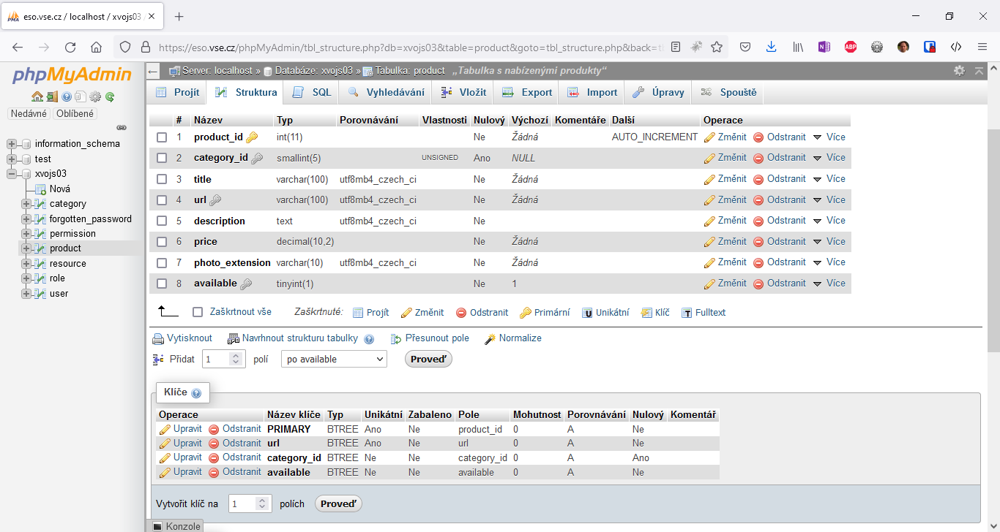 eso.vse.cz / localhost / xvojs03
https://eso.vse.cz/phpMyAdmin/tbl_structure.php?db=xvojs03&table=product&goto=tbl_structure.php&back=t
phpMyAdmin
Nedávné Oblíbené
information_schema
test
xvojs03
Nová
category
forgotten_password
permission
product
resource
role
user
Server: localhost » Databáze: xvojs03 » Tabulka: product „Tabulka s nabízenými produkty“
Projít Struktura SQL Vyhledávání Vložit Export Import Úpravy Spouště
# Název Typ Porovnávání Vlastnosti Nulový Výchozí Komentáře Další Operace
1 product_id int(11) Ne Žádná AUTO_INCREMENT Změnit Odstranit Více
2 category_id smallint(5) UNSIGNED Ano NULL Změnit Odstranit Více
3 title varchar(100) utf8mb4_czech_ci Ne Žádná Změnit Odstranit Více
4 url varchar(100) utf8mb4_czech_ci Ne Žádná Změnit Odstranit Více
5 description text utf8mb4_czech_ci Ne Změnit Odstranit Více
6 price decimal(10,2) Ne Žádná Změnit Odstranit Více
7 photo_extension varchar(10) utf8mb4_czech_ci Ne Žádná Změnit Odstranit Více
8 available tinyint(1) Ne 1 Změnit Odstranit Více
Zaškrtnout vše Zaškrtnuté: Projít Změnit Odstranit Primární Unikátní Klíč Fulltext
Vytisknout Navrhnout strukturu tabulky Přesunout pole Normalize
Přidat 1 polí po available Proveď
Klíče
Operace Název klíče Typ Unikátní Zabaleno Pole Mohutnost Porovnávání Nulový Komentář
Upravit Odstranit PRIMARY BTREE Ano Ne product_id 0 A Ne
Upravit Odstranit url BTREE Ano Ne url 0 A Ne
Upravit Odstranit category_id BTREE Ne Ne category_id 0 A Ano
Upravit Odstranit available BTREE Ne Ne available 0 A Ne
Vytvořit klíč na 1 polích Proveď
Konzole